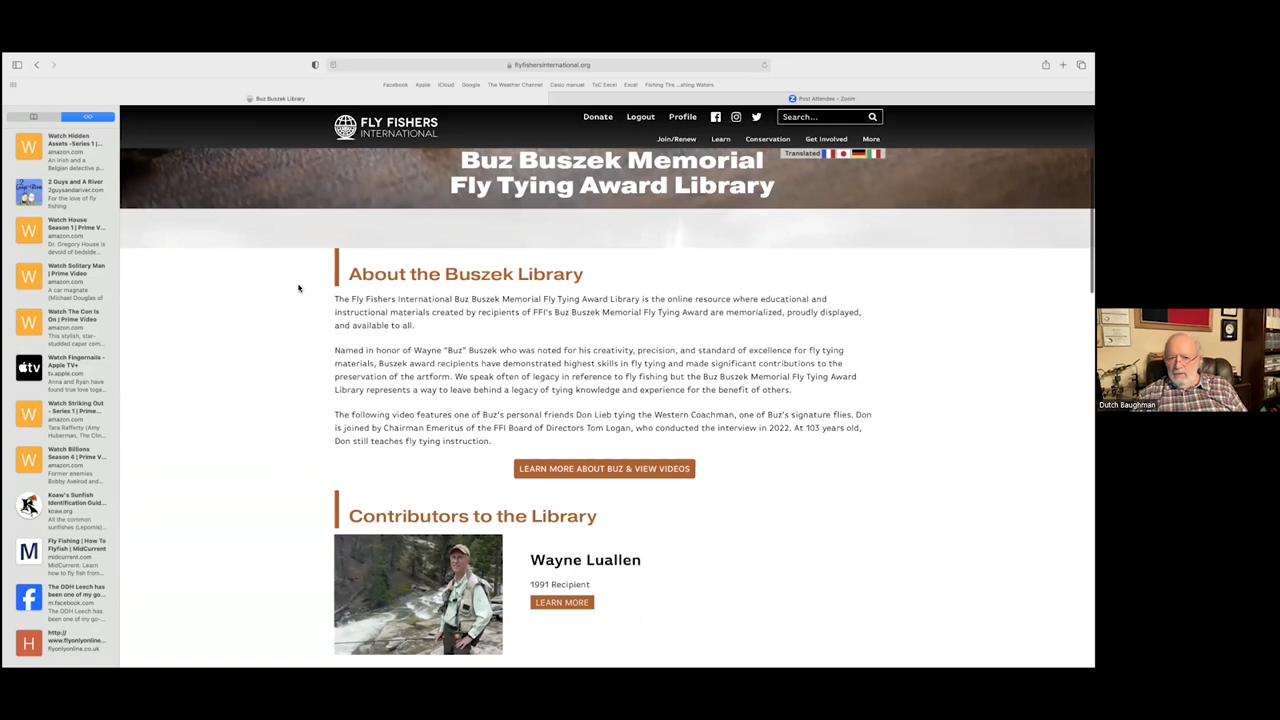 flyfishersinternational.org
Facebook Apple iCloud Google The Weather Channel Casio manual TxC Excel Excel Fishing The ...shing Waters
Buz Buszek Library
Post Attendee - Zoom
Watch Hidden
Assets -Series 1 |...
amazon.com
An Irish and a
Belgian detective p...
2 Guys and A River
2guysandariver.com
For the love of fly
fishing
Watch House
Season 1 | Prime V...
amazon.com
Dr. Gregory House is
devoid of bedside...
Watch Solitary Man
| Prime Video
amazon.com
A car magnate
(Michael Douglas of
Watch The Con Is
On | Prime Video
amazon.com
This stylish, star-
studded caper com...
Watch Fingernails -
Apple TV+
tv.apple.com
Anna and Ryan have
found true love toge...
Watch Striking Out
- Series 1 | Prime...
amazon.com
Tara Rafferty (Amy
Huberman, The Clin...
Watch Billions
Season 4 | Prime V...
amazon.com
Former enemies
Bobby Axelrod and...
Koaw's Sunfish
Identification Guid...
koaw.org
All the common
sunfishes (Lepomis)...
Fly Fishing | How To
Flyfish | MidCurrent
midcurrent.com
MidCurrent: Learn
how to fly fish from...
The DDH Leech has
been one of my go...
m.facebook.com
The DDH Leech has
been one of my go-...
http://
www.flyonlyonline...
flyonlyonline.co.uk
FLY FISHERS
INTERNATIONAL
Donate Logout Profile Search...
Join/Renew Learn Conservation Get Involved More
Translated
Buz Buszek Memorial
Fly Tying Award Library
About the Buszek Library
The Fly Fishers International Buz Buszek Memorial Fly Tying Award Library is the online resource where educational and
instructional materials created by recipients of FFI's Buz Buszek Memorial Fly Tying Award are memorialized, proudly displayed,
and available to all.
Named in honor of Wayne "Buz" Buszek who was noted for his creativity, precision, and standard of excellence for fly tying
materials, Buszek award recipients have demonstrated highest skills in fly tying and made significant contributions to the
preservation of the artform. We speak often of legacy in reference to fly fishing but the Buz Buszek Memorial Fly Tying Award
Library represents a way to leave behind a legacy of tying knowledge and experience for the benefit of others.
The following video features one of Buz's personal friends Don Lieb tying the Western Coachman, one of Buz's signature flies. Don
is joined by Chairman Emeritus of the FFI Board of Directors Tom Logan, who conducted the interview in 2022. At 103 years old,
Don still teaches fly tying instruction.
LEARN MORE ABOUT BUZ & VIEW VIDEOS
Contributors to the Library
Wayne Luallen
1991 Recipient
LEARN MORE
Dutch Baughman